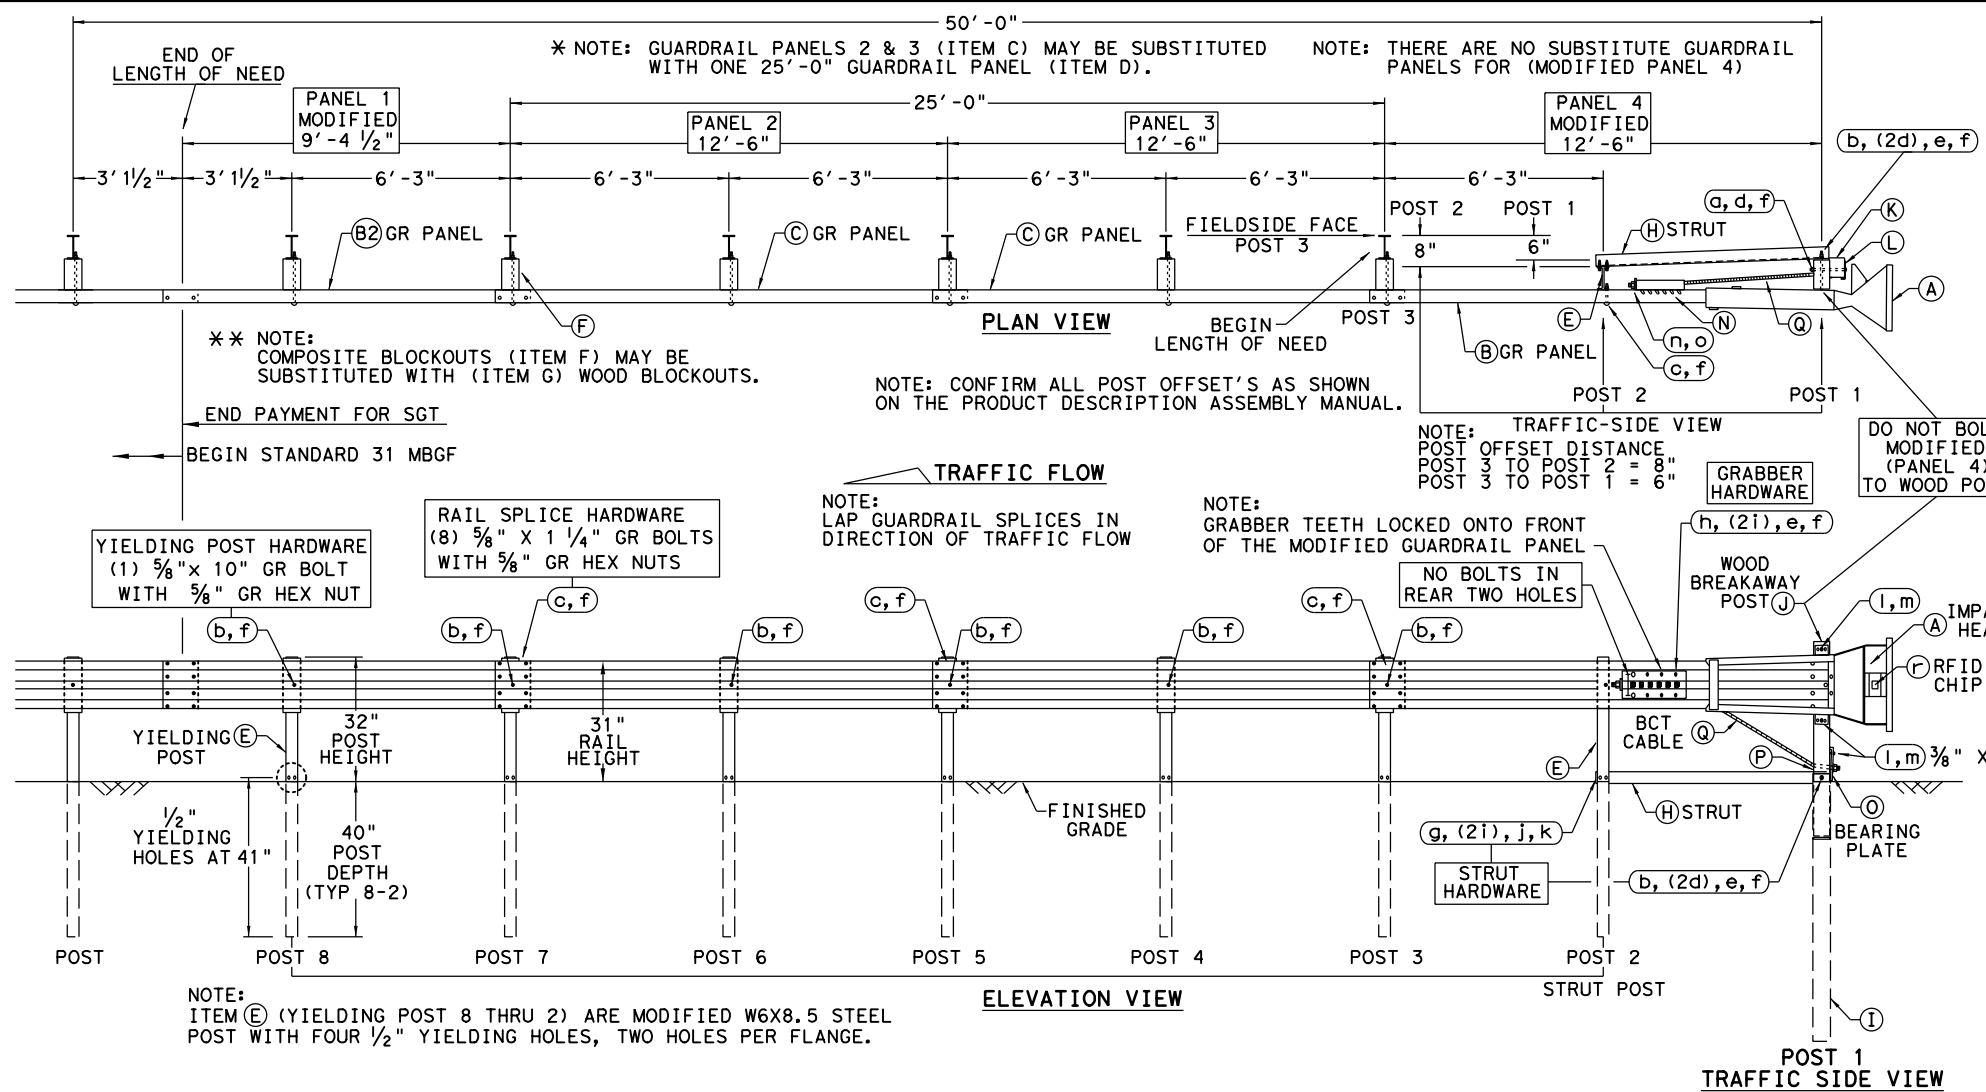 50'-0"
* NOTE: GUARDRAIL PANELS 2 & 3 (ITEM C) MAY BE SUBSTITUTED
WITH ONE 25'-0" GUARDRAIL PANEL (ITEM D).
NOTE: THERE ARE NO SUBSTITUTE GUARDRAIL
PANELS FOR (MODIFIED PANEL 4)
END OF
LENGTH OF NEED
25'-0"
PANEL 1
MODIFIED
9'-4 1/2"
PANEL 2
12'-6"
PANEL 3
12'-6"
PANEL 4
MODIFIED
12'-6"
b, (2d), e, f
3' 1 1/2"
3' 1 1/2"
6'-3"
6'-3"
6'-3"
6'-3"
6'-3"
6'-3"
a, d, f
K
B2 GR PANEL
C GR PANEL
C GR PANEL
FIELDSIDE FACE
POST 3
POST 2
8"
POST 1
6"
H STRUT
L
A
F
PLAN VIEW
BEGIN
LENGTH OF NEED
POST 3
E
N
Q
n, o
B GR PANEL
c, f
** NOTE:
COMPOSITE BLOCKOUTS (ITEM F) MAY BE
SUBSTITUTED WITH (ITEM G) WOOD BLOCKOUTS.
NOTE: CONFIRM ALL POST OFFSET'S AS SHOWN
ON THE PRODUCT DESCRIPTION ASSEMBLY MANUAL.
POST 2
POST 1
TRAFFIC-SIDE VIEW
END PAYMENT FOR SGT
BEGIN STANDARD 31 MBGF
NOTE:
POST OFFSET DISTANCE
POST 3 TO POST 2 = 8"
POST 3 TO POST 1 = 6"
DO NOT BOL
MODIFIED
(PANEL 4)
TO WOOD PO
TRAFFIC FLOW
NOTE:
LAP GUARDRAIL SPLICES IN
DIRECTION OF TRAFFIC FLOW
NOTE:
GRABBER TEETH LOCKED ONTO FRONT
OF THE MODIFIED GUARDRAIL PANEL
GRABBER
HARDWARE
h, (2i), e, f
YIELDING POST HARDWARE
(1) 5/8"x 10" GR BOLT
WITH 5/8" GR HEX NUT
RAIL SPLICE HARDWARE
(8) 5/8" X 1 1/4" GR BOLTS
WITH 5/8" GR HEX NUTS
NO BOLTS IN
REAR TWO HOLES
WOOD
BREAKAWAY
POST J
l, m
A IMPA
HEA
r RFID
CHIP
b, f
b, f
c, f
b, f
c, f
b, f
b, f
c, f
b, f
YIELDING E
POST
32"
POST
HEIGHT
31"
RAIL
HEIGHT
BCT
CABLE Q
E
P
l, m 3/8" X
1/2"
YIELDING
HOLES AT 41"
40"
POST
DEPTH
(TYP 8-2)
FINISHED
GRADE
H STRUT
O
BEARING
PLATE
g, (2i), j, k
STRUT
HARDWARE
b, (2d), e, f
POST
POST 8
POST 7
POST 6
POST 5
POST 4
POST 3
POST 2
STRUT POST
NOTE:
ITEM E (YIELDING POST 8 THRU 2) ARE MODIFIED W6X8.5 STEEL
POST WITH FOUR 1/2" YIELDING HOLES, TWO HOLES PER FLANGE.
ELEVATION VIEW
I
POST 1
TRAFFIC SIDE VIEW